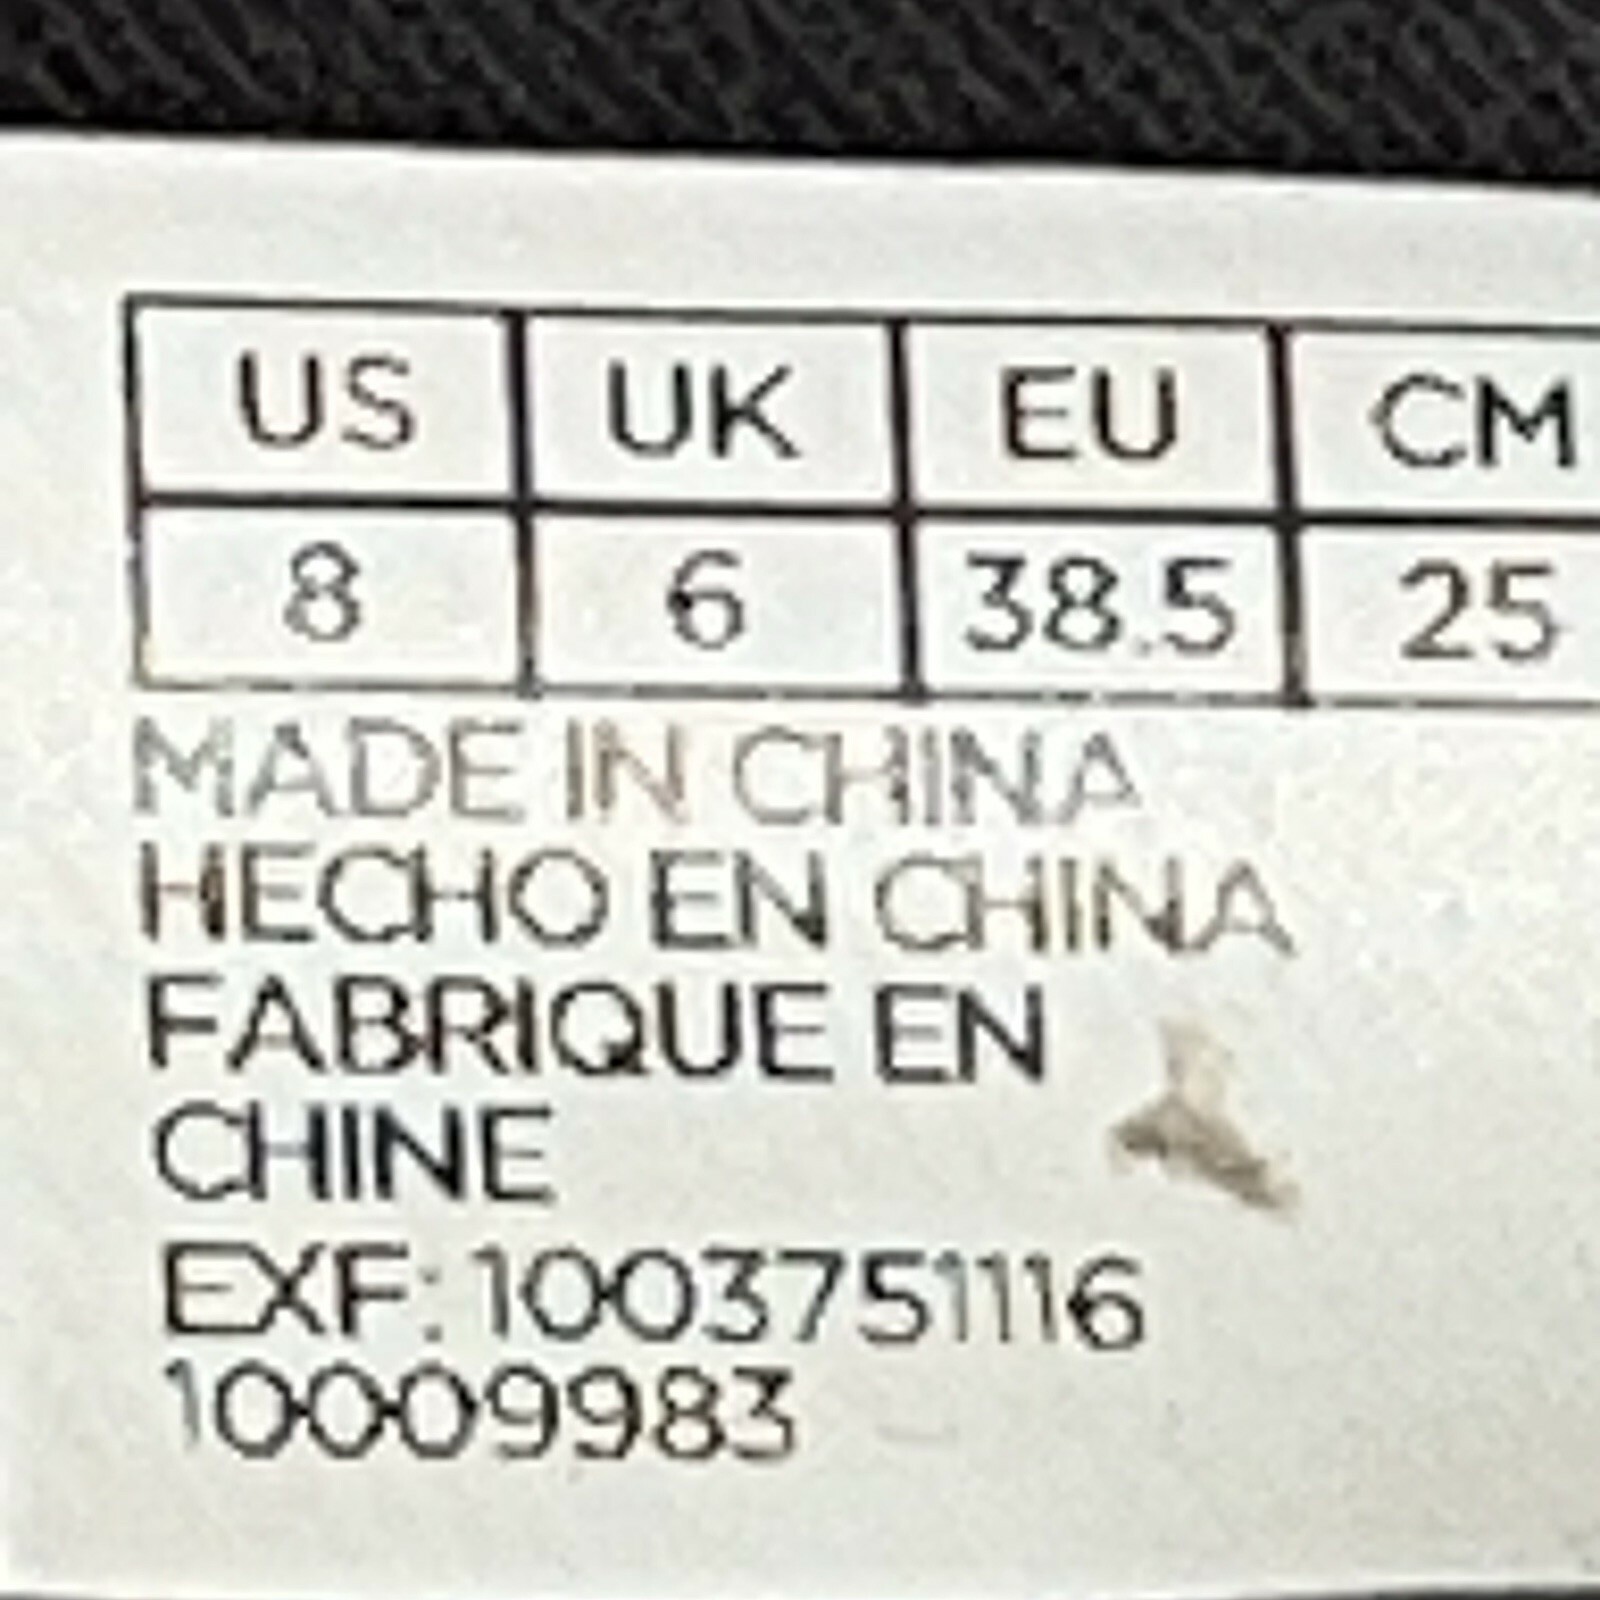 US UK EU CM
8 6 38.5 25
MADE IN CHINA
HECHO EN CHINA
FABRIQUE EN
CHINE
EXF: 1003751116
10009983